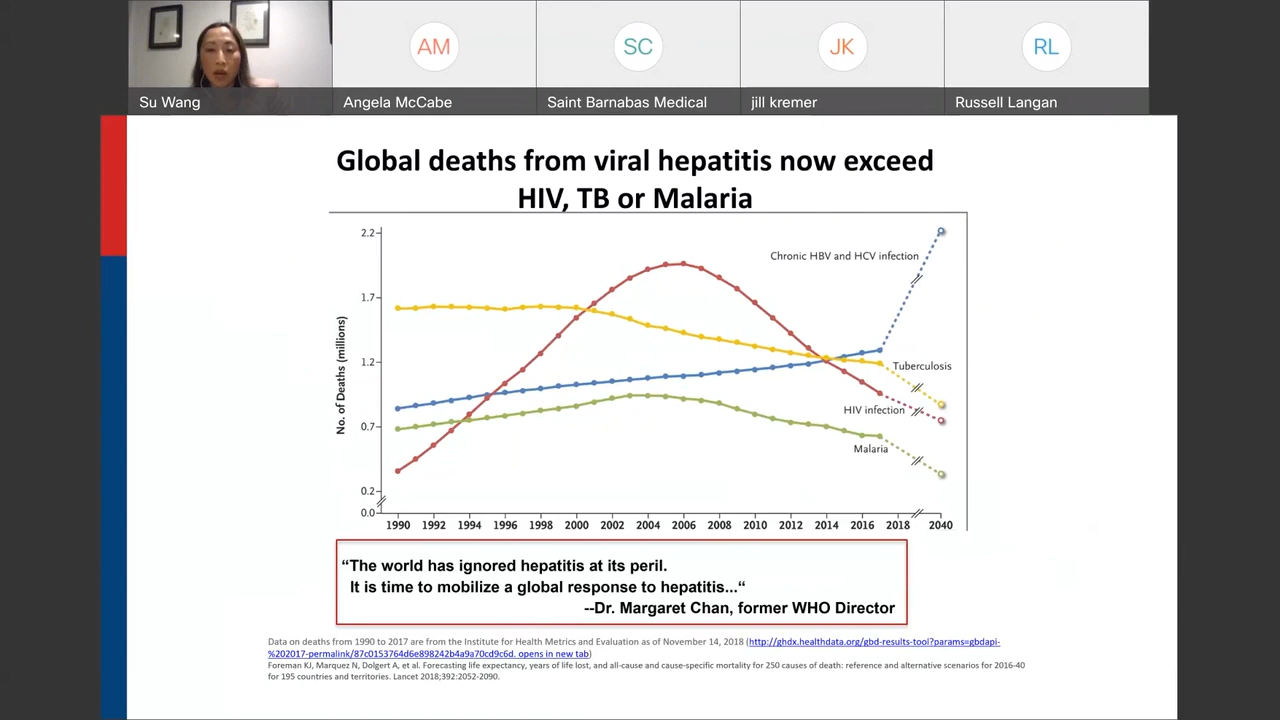 AM
SC
JK
RL
Su Wang
Angela McCabe
Saint Barnabas Medical
jill kremer
Russell Langan
Global deaths from viral hepatitis now exceed
HIV, TB or Malaria
No. of Deaths (millions)
2.2
1.7
1.2
0.7
0.2
0.0
Chronic HBV and HCV infection
Tuberculosis
HIV infection
Malaria
1990 1992 1994 1996 1998 2000 2002 2004 2006 2008 2010 2012 2014 2016 2018 2040
“The world has ignored hepatitis at its peril.
It is time to mobilize a global response to hepatitis...“
--Dr. Margaret Chan, former WHO Director
Data on deaths from 1990 to 2017 are from the Institute for Health Metrics and Evaluation as of November 14, 2018 (http://ghdx.healthdata.org/gbd-results-tool?params=gbdapi-
%202017-permalink/87c0153764d6e898242b4a9a70cd9c6d. opens in new tab)
Foreman KJ, Marquez N, Dolgert A, et al. Forecasting life expectancy, years of life lost, and all-cause and cause-specific mortality for 250 causes of death: reference and alternative scenarios for 2016-40
for 195 countries and territories. Lancet 2018;392:2052-2090.